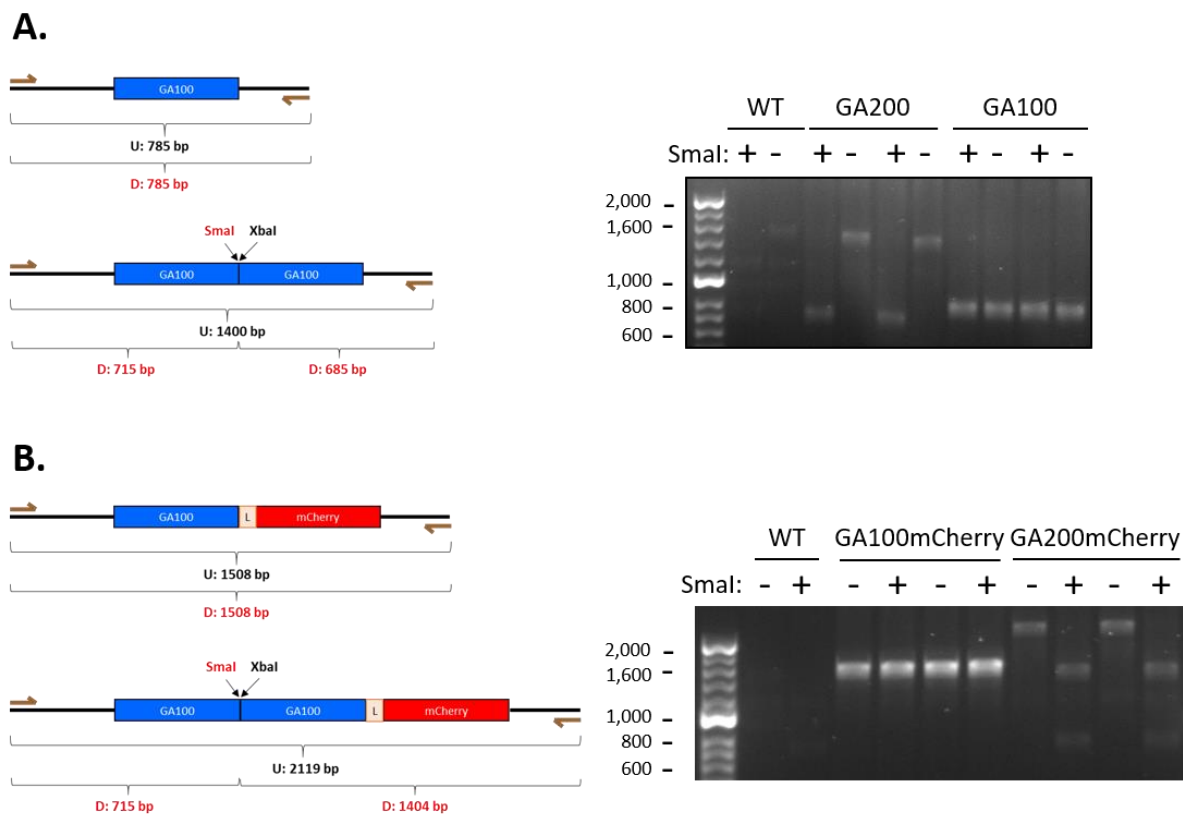 A.
GA100
U: 785 bp
D: 785 bp
SmaI XbaI
GA100 GA100
U: 1400 bp
D: 715 bp D: 685 bp
WT GA200 GA100
SmaI: + - + - + - + - + -
2,000 -
1,600 -
1,000 -
800 -
600 -
B.
GA100 L mCherry
U: 1508 bp
D: 1508 bp
SmaI XbaI
GA100 GA100 L mCherry
U: 2119 bp
D: 715 bp D: 1404 bp
WT GA100mCherry GA200mCherry
SmaI: - + - + - + - + - +
2,000 -
1,600 -
1,000 -
800 -
600 -